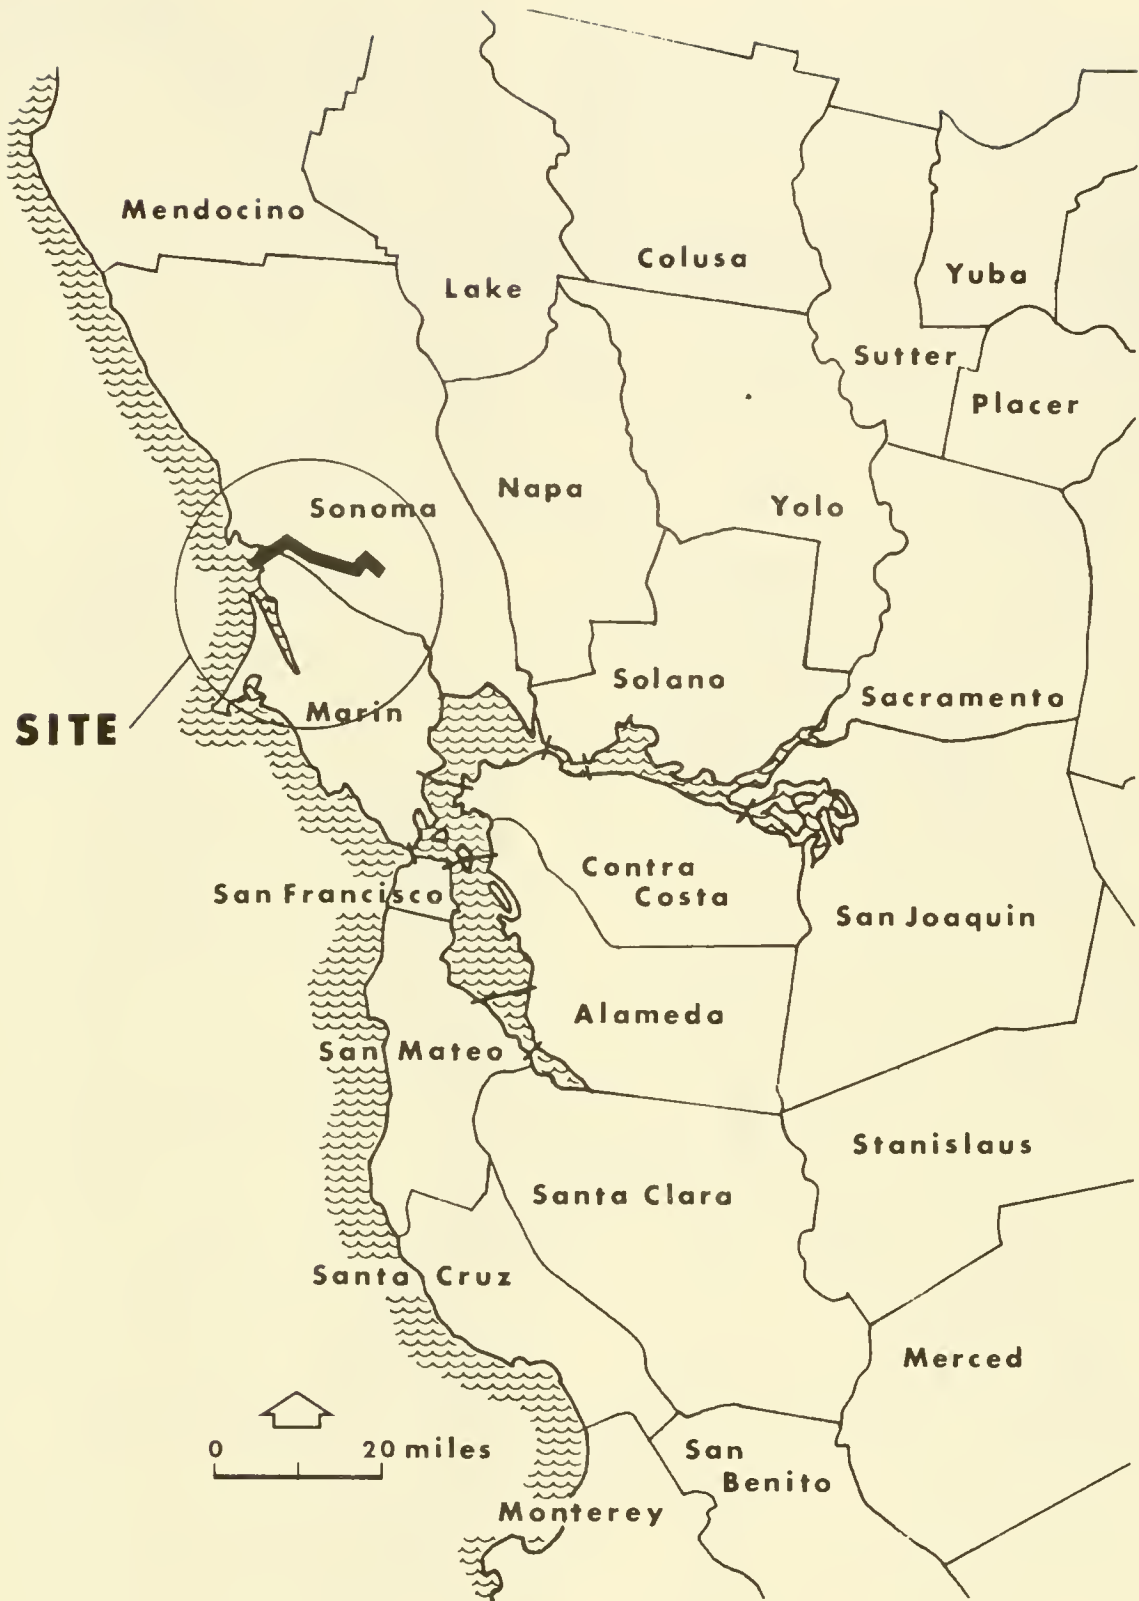 Mendocino
Colusa
Lake
Yuba
Sutter
Placer
Napa
Yolo
Sonoma
Solano
Sacramento
Marin
SITE
Contra
Costa
San Francisco
San Joaquin
Alameda
San Mateo
Stanislaus
Santa Clara
Santa Cruz
Merced
0 20 miles
San
Benito
Monterey